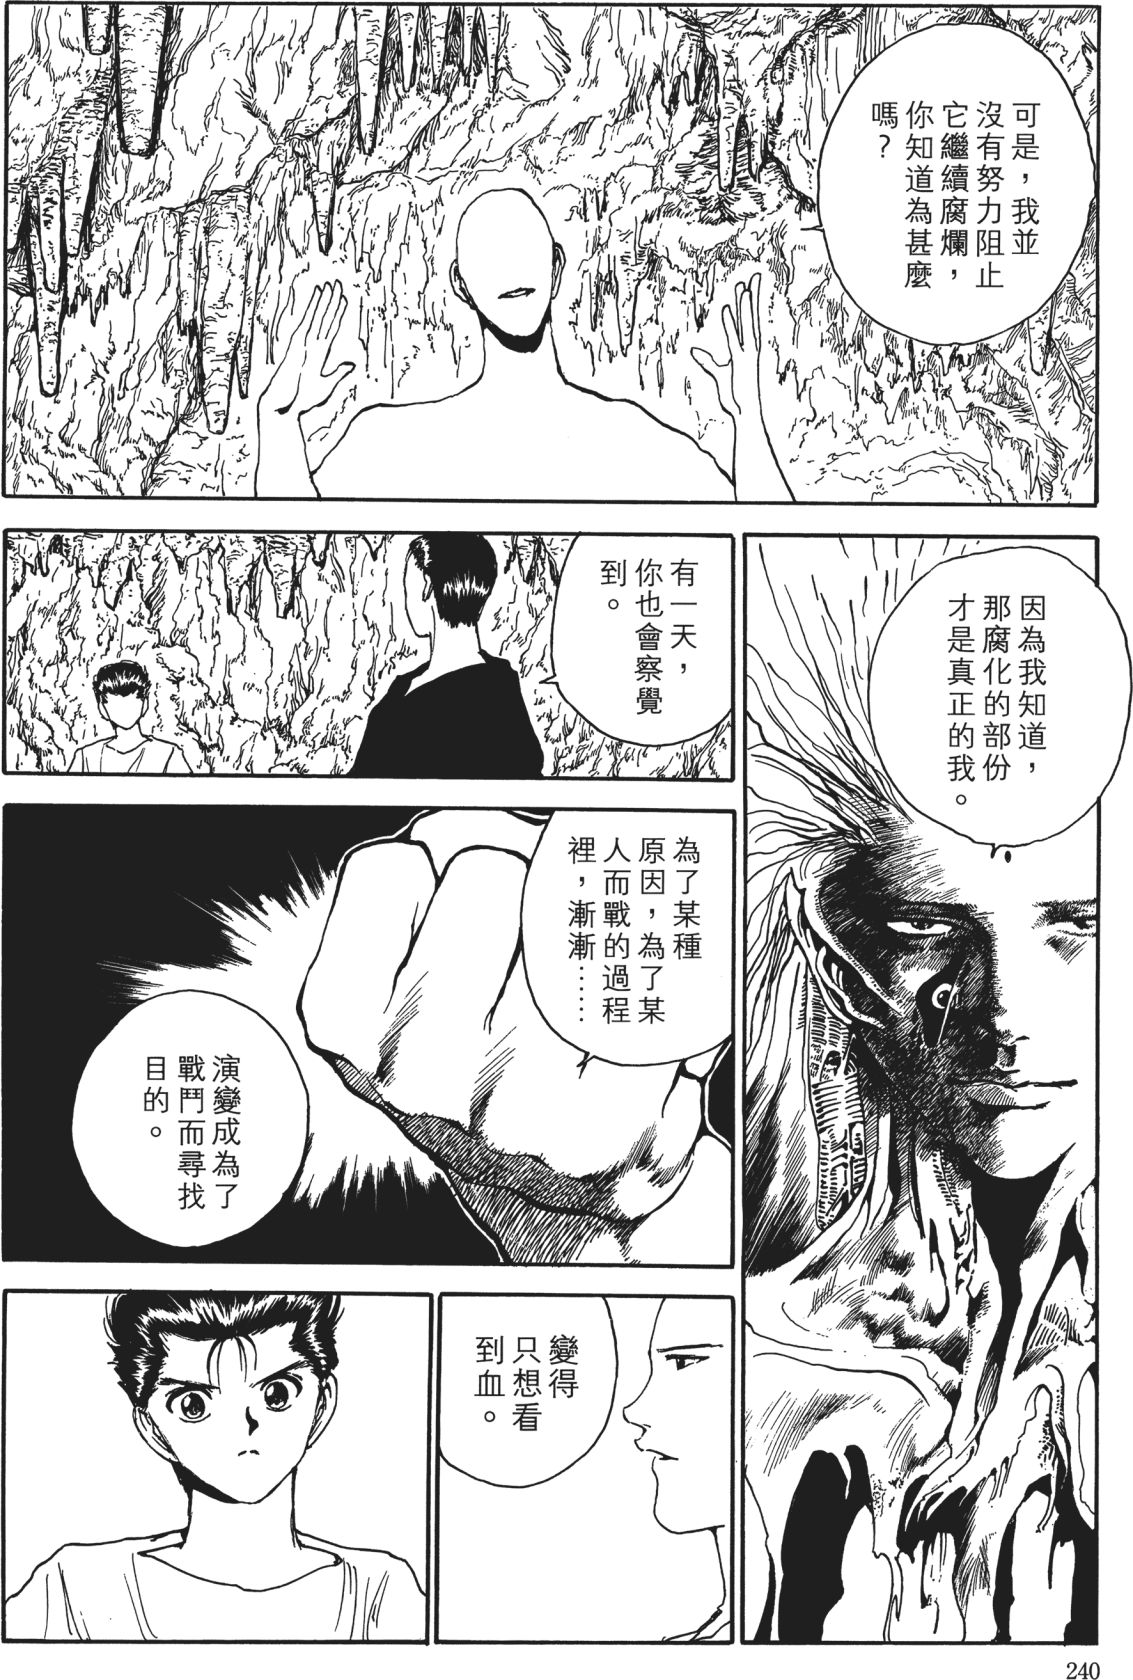 可是，我並
沒有努力阻止
它繼續腐爛，
你知道為甚麼
嗎？
因為我知道，
那腐化的部份
才是真正的我。
有一天，
你也會察覺
到。
為了某種
原因，為了某
人而戰的過程
裡，漸漸……
演變成為了
戰鬥而尋找
目的。
變得
只想看
到血。
240